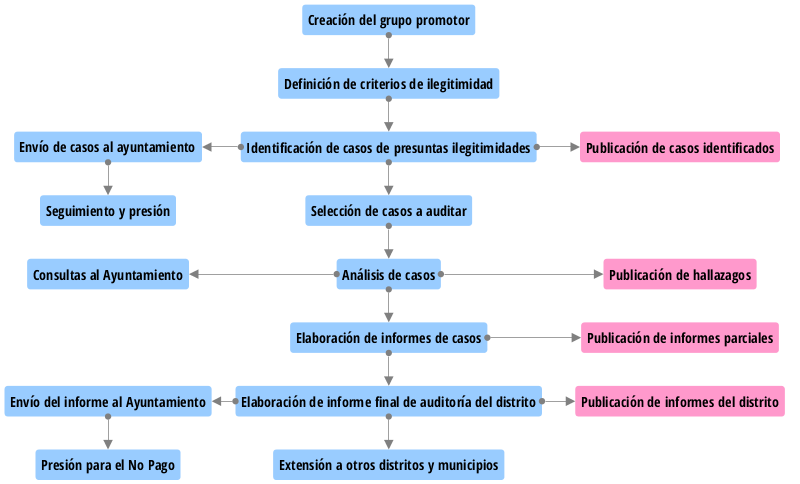 Creación del grupo promotor
Definición de criterios de ilegitimidad
Envío de casos al ayuntamiento
Identificación de casos de presuntas ilegitimidades
Publicación de casos identificados
Seguimiento y presión
Selección de casos a auditar
Consultas al Ayuntamiento
Análisis de casos
Publicación de hallazagos
Elaboración de informes de casos
Publicación de informes parciales
Envío del informe al Ayuntamiento
Elaboración de informe final de auditoría del distrito
Publicación de informes del distrito
Presión para el No Pago
Extensión a otros distritos y municipios